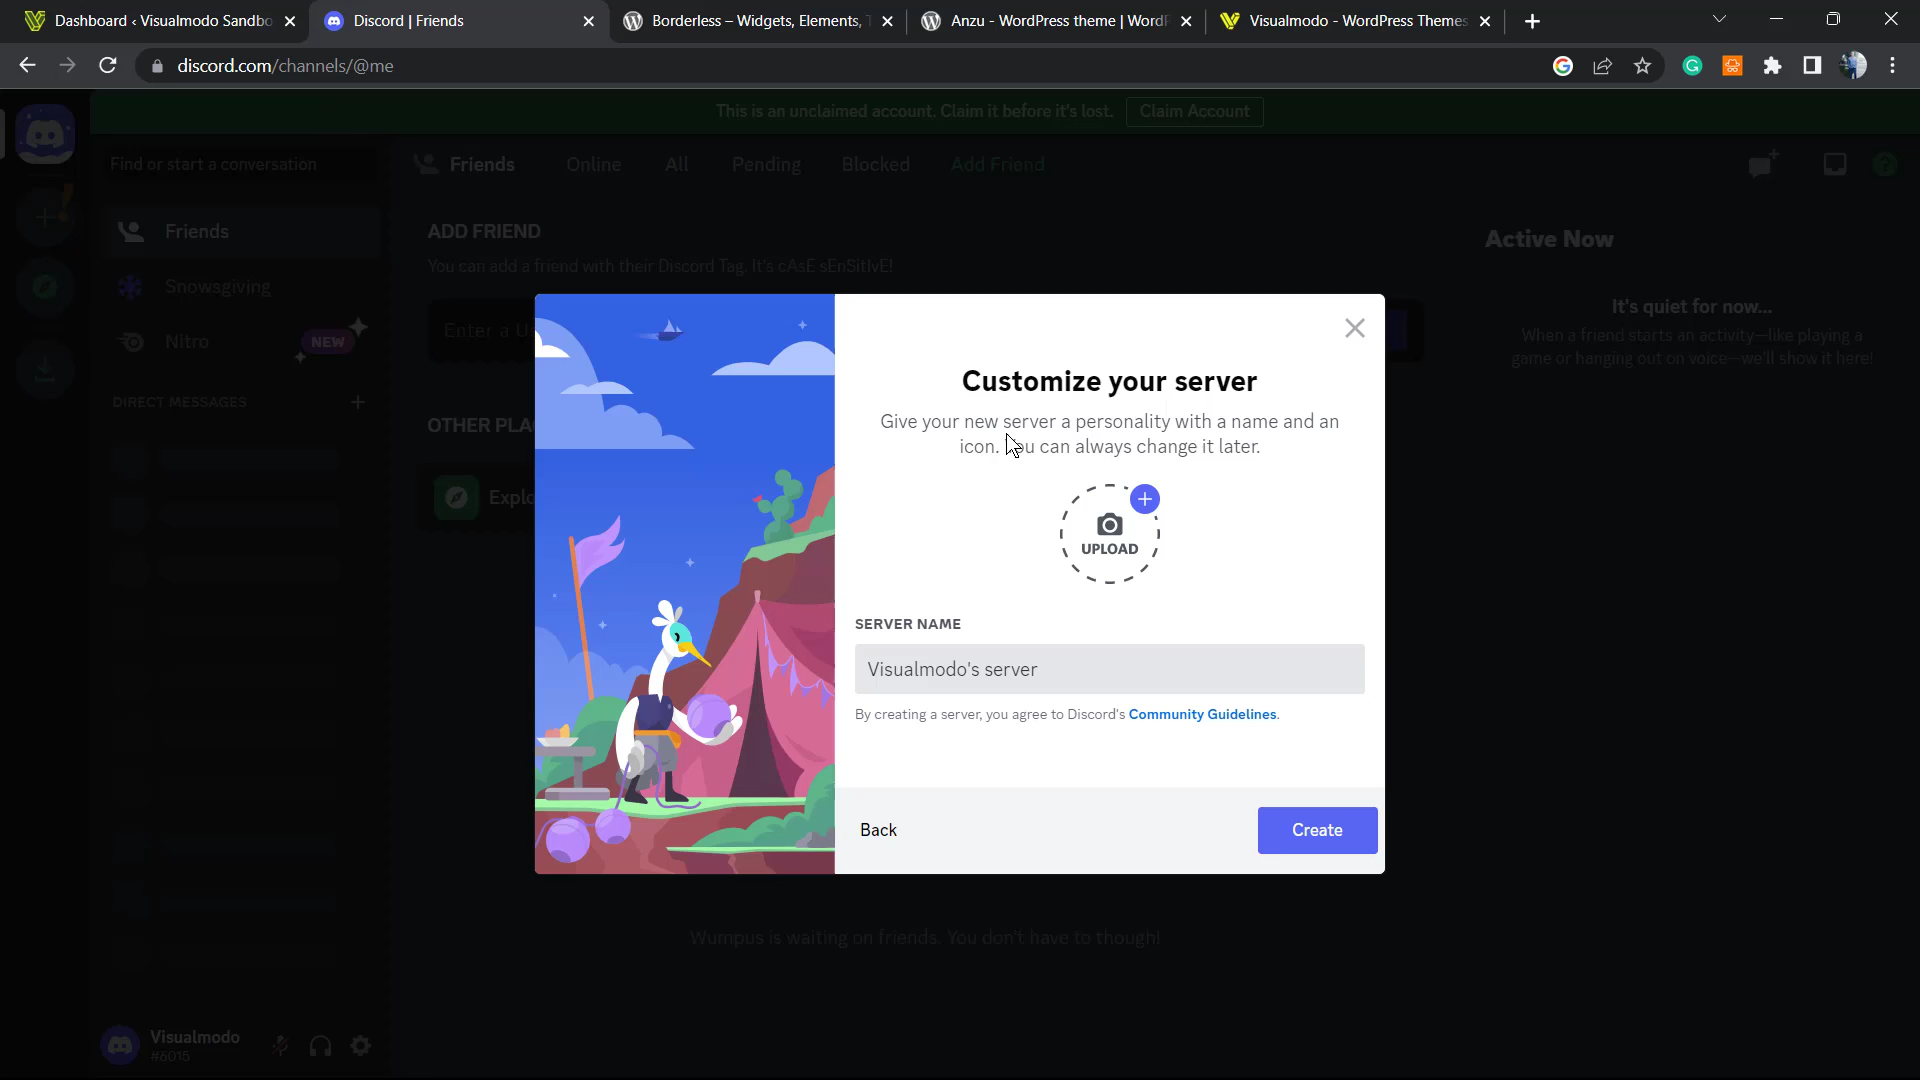 Dashboard ‹ Visualmodo Sandbo
Discord | Friends
Borderless – Widgets, Elements, T
Anzu - WordPress theme | WordP
Visualmodo - WordPress Themes
discord.com/channels/@me
This is an unclaimed account. Claim it before it's lost.
Claim Account
Find or start a conversation
Friends
Online
All
Pending
Blocked
Add Friend
Friends
Snowsgiving
Nitro
NEW
DIRECT MESSAGES
ADD FRIEND
You can add a friend with their Discord Tag. It's cAsE sEnSitIvE!
Enter a Us
OTHER PLA
Explo
Active Now
It's quiet for now...
When a friend starts an activity—like playing a
game or hanging out on voice—we'll show it here!
Customize your server
Give your new server a personality with a name and an
icon. You can always change it later.
UPLOAD
SERVER NAME
Visualmodo's server
By creating a server, you agree to Discord's Community Guidelines.
Back
Create
Wumpus is waiting on friends. You don't have to though!
Visualmodo
#6015